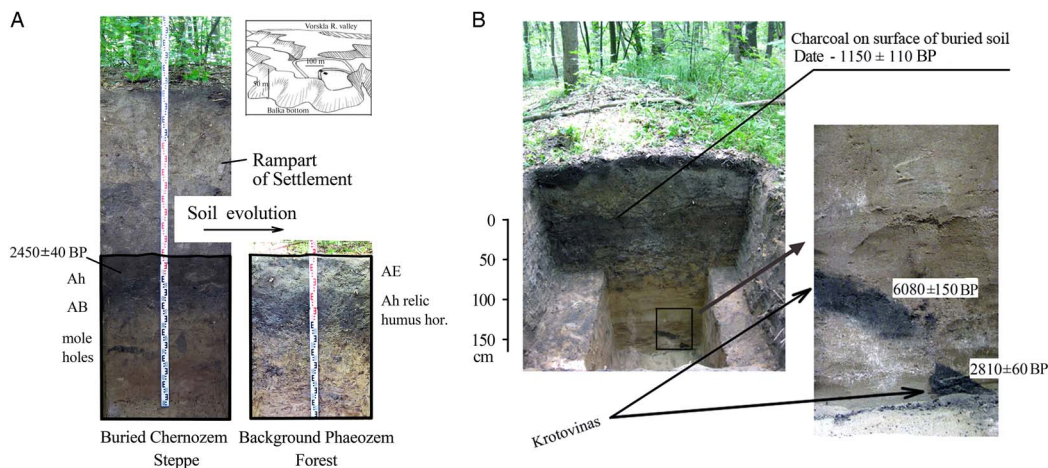 A
Vorskla R. valley
100 m
50 m
Balka bottom
Rampart
of Settlement
Soil evolution
2450±40 BP
Ah
AB
mole
holes
AE
Ah relic
humus hor.
Buried Chernozem
Steppe
Background Phaeozem
Forest
B
Charcoal on surface of buried soil
Date - 1150 ± 110 BP
0
50
100
150
cm
6080±150 BP
2810±60 BP
Krotovinas